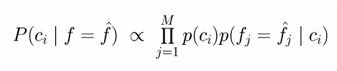 P(c_i | f = f̂) ∝ ∏_{j=1}^{M} p(c_i)p(f_j = f̂_j | c_i)